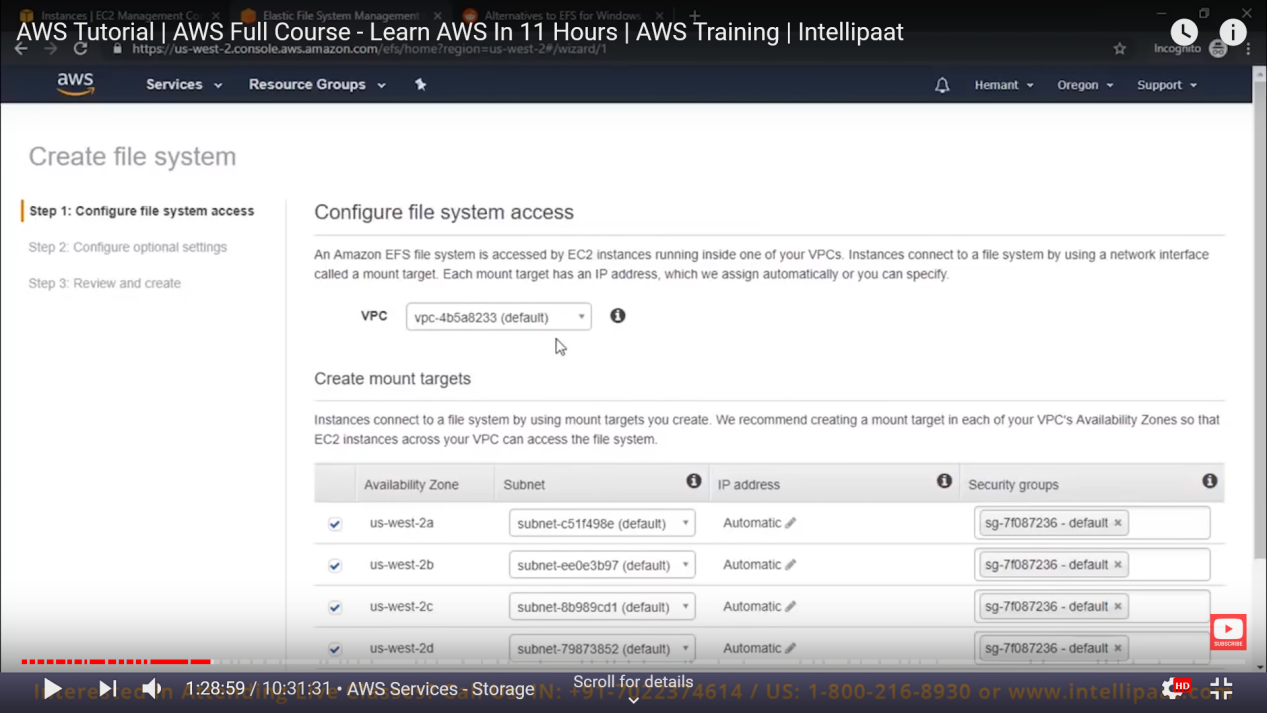 Instances | EC2 Management Co
Elastic File System Management
Alternatives to EFS for Windows
AWS Tutorial | AWS Full Course - Learn AWS In 11 Hours | AWS Training | Intellipaat
https://us-west-2.console.aws.amazon.com/efs/home?region=us-west-2#/wizard/1
Incognito
aws Services Resource Groups Hemant Oregon Support
Create file system
Step 1: Configure file system access
Step 2: Configure optional settings
Step 3: Review and create
Configure file system access
An Amazon EFS file system is accessed by EC2 instances running inside one of your VPCs. Instances connect to a file system by using a network interface
called a mount target. Each mount target has an IP address, which we assign automatically or you can specify.
VPC vpc-4b5a8233 (default)
Create mount targets
Instances connect to a file system by using mount targets you create. We recommend creating a mount target in each of your VPC's Availability Zones so that
EC2 instances across your VPC can access the file system.
Availability Zone Subnet IP address Security groups
us-west-2a subnet-c51f498e (default) Automatic sg-7f087236 - default ×
us-west-2b subnet-ee0e3b97 (default) Automatic sg-7f087236 - default ×
us-west-2c subnet-8b989cd1 (default) Automatic sg-7f087236 - default ×
us-west-2d subnet-79873852 (default) Automatic sg-7f087236 - default ×
SUBSCRIBE
1:28:59 / 10:31:31 • AWS Services - Storage
Scroll for details
HD
IN: +91-7022374614 / US: 1-800-216-8930 or www.intellipaat